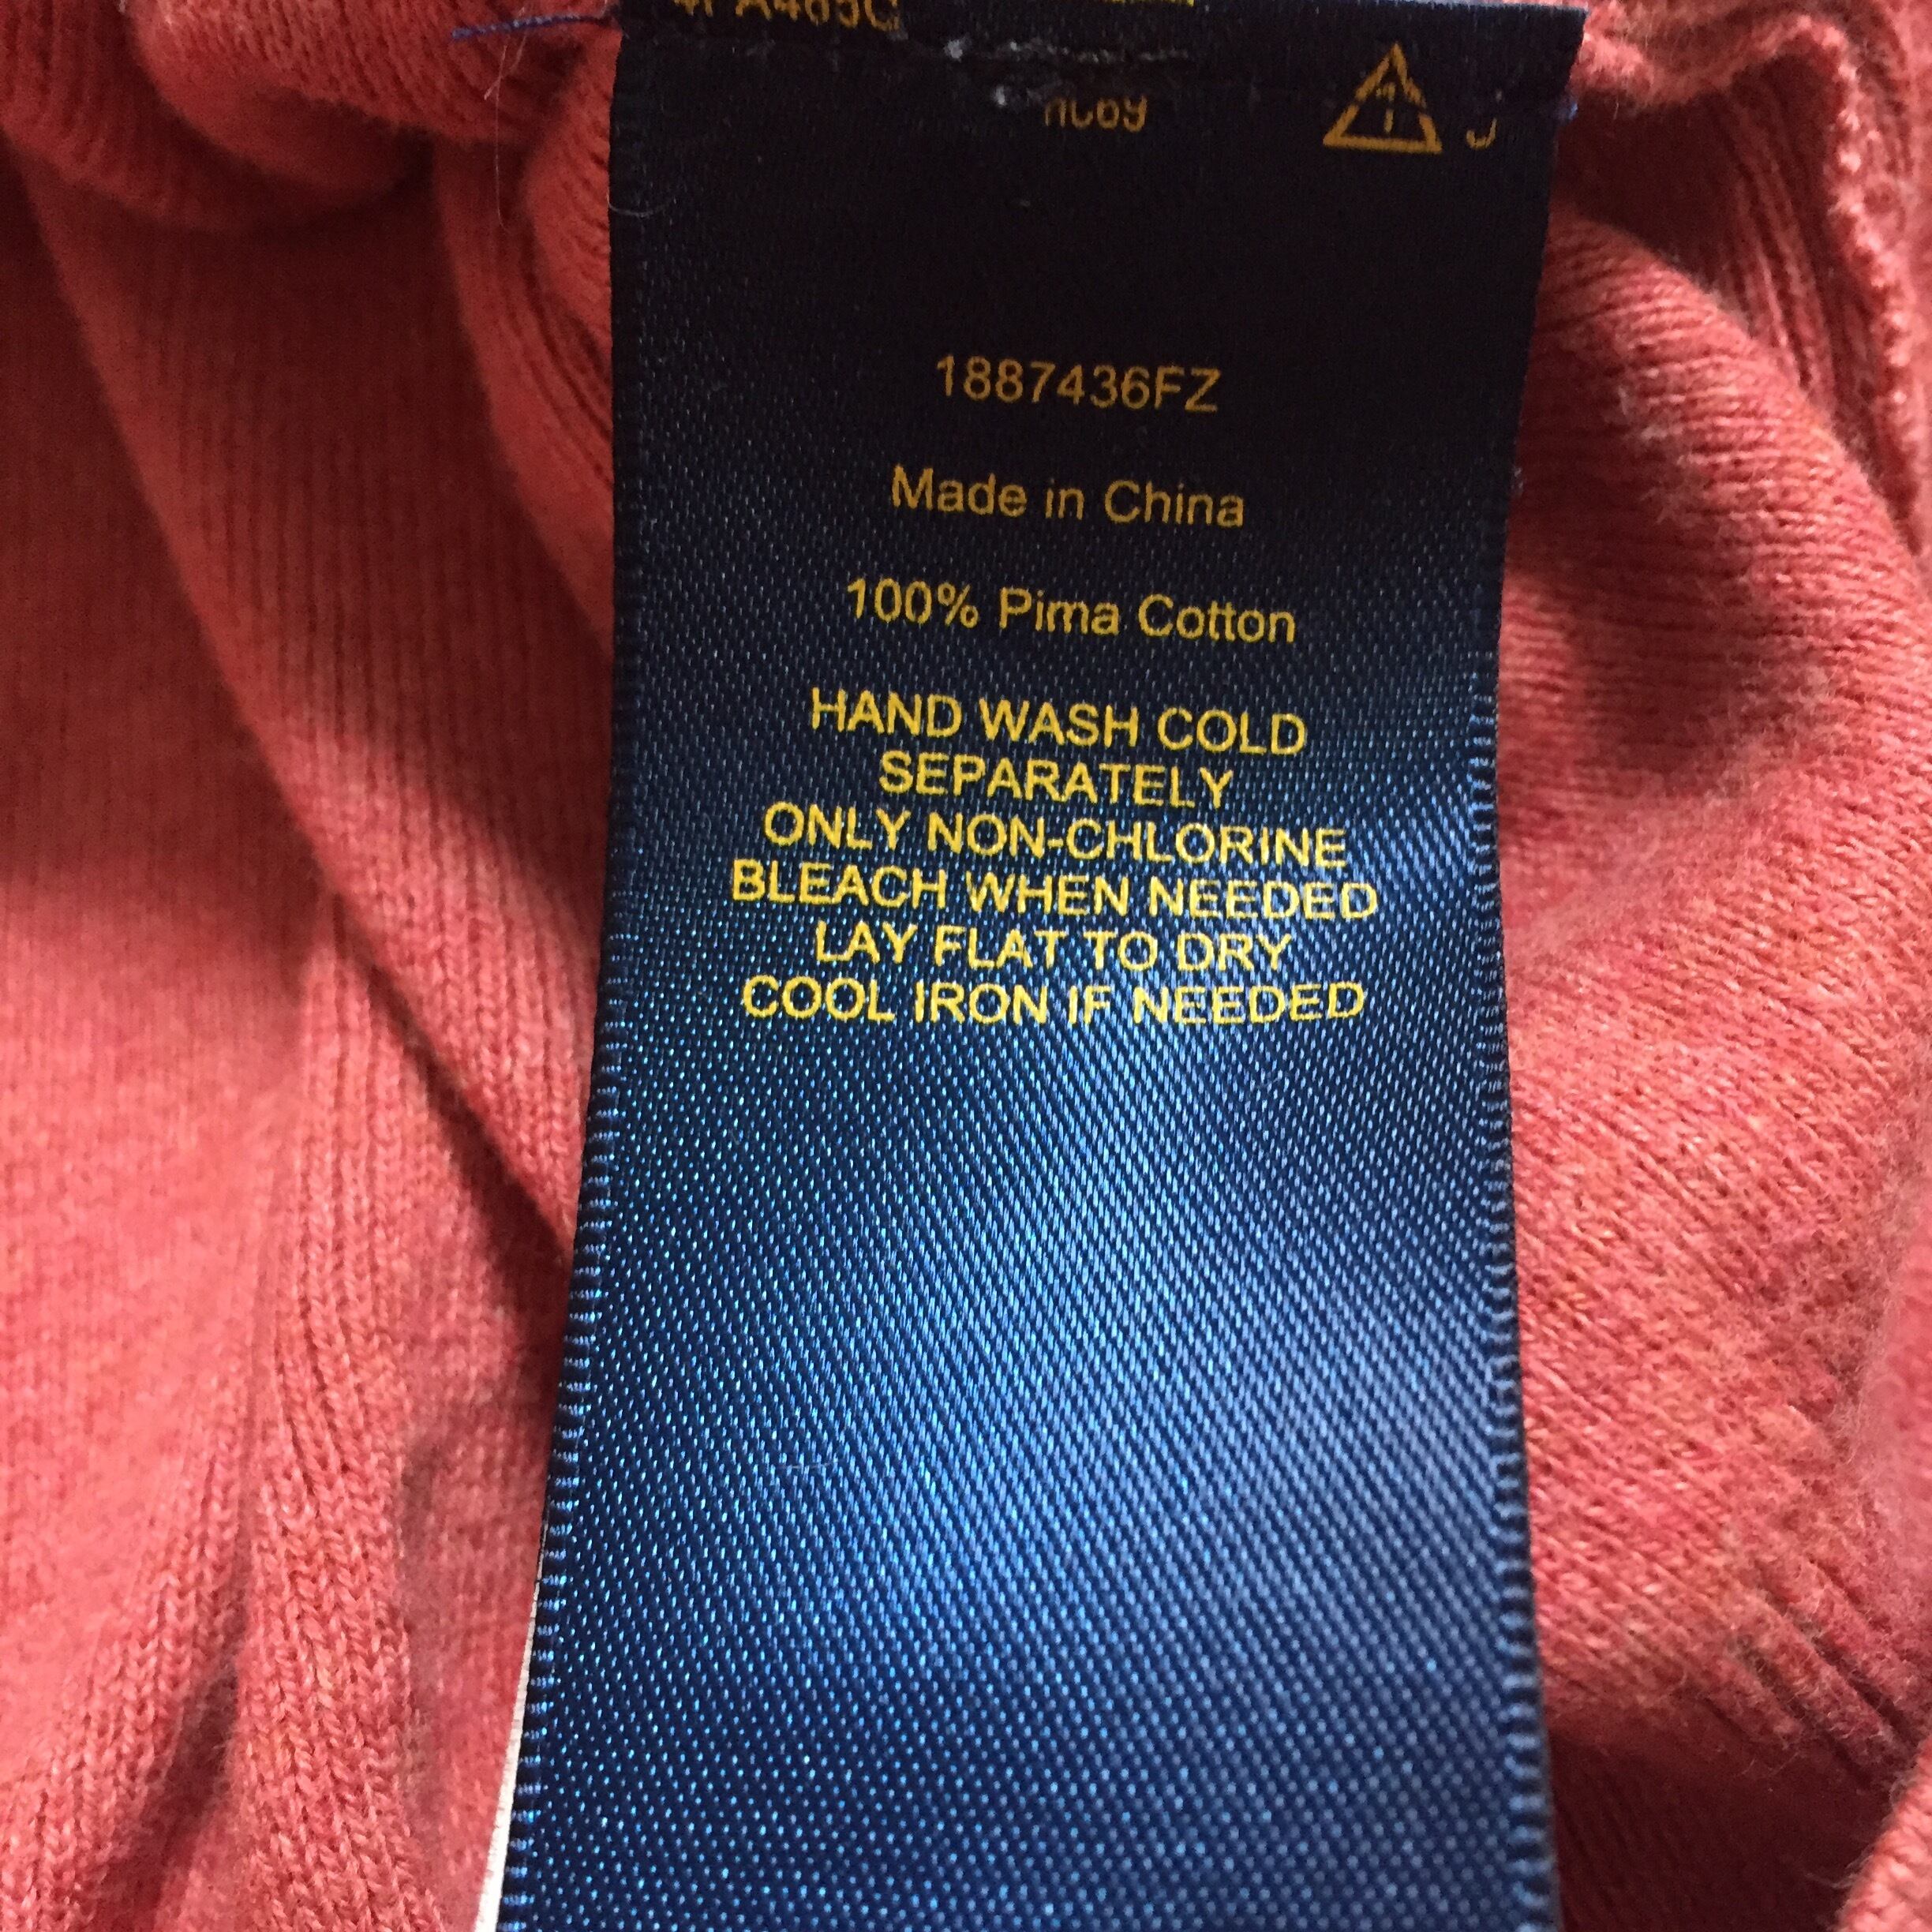 1887436FZ
Made in China
100% Pima Cotton
HAND WASH COLD
SEPARATELY
ONLY NON-CHLORINE
BLEACH WHEN NEEDED
LAY FLAT TO DRY
COOL IRON IF NEEDED